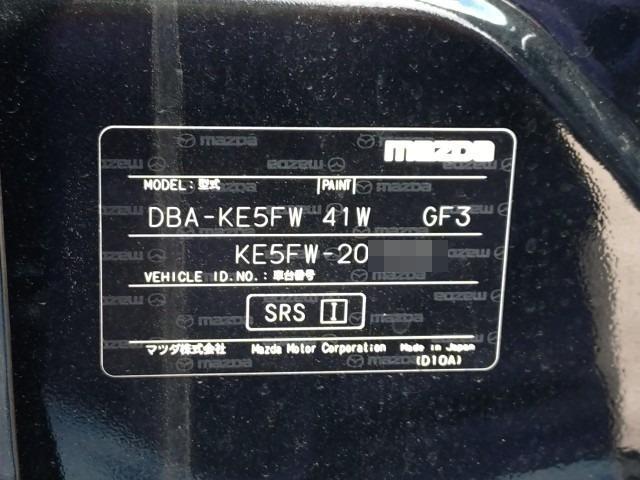 mazda
MODEL:型式 PAINT
DBA-KE5FW 41W GF3
KE5FW-20
VEHICLE ID.NO.:車台番号
SRS I
マツダ株式会社 Mazda Motor Corporation Made in Japan
(D10A)